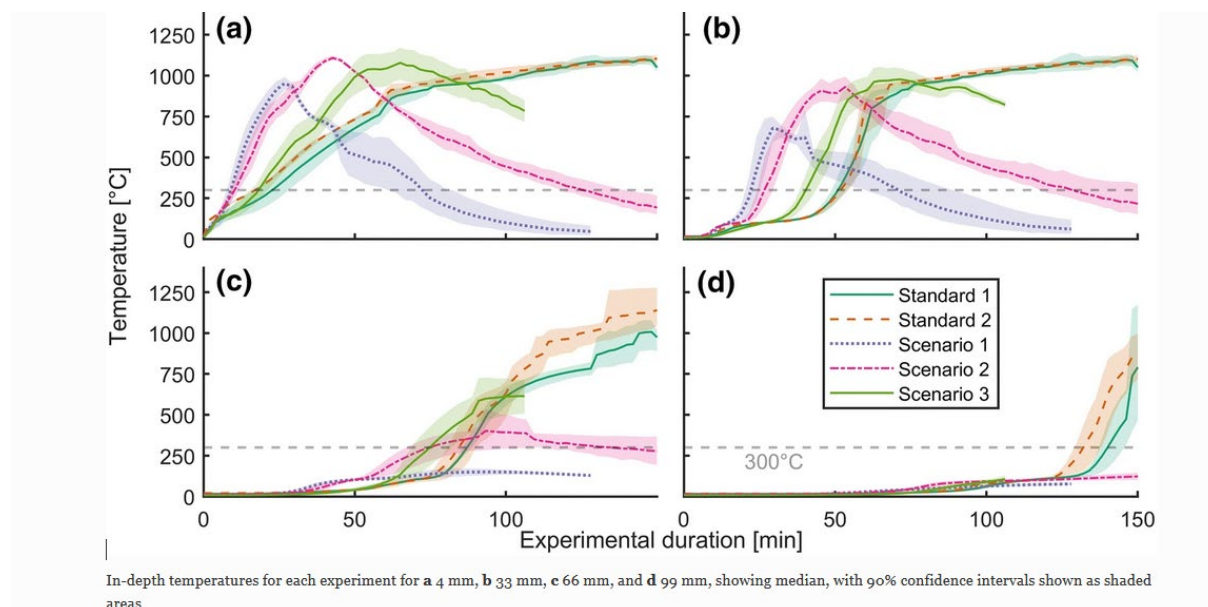 (a)
(b)
1250
1000
750
500
250
0
(c)
(d)
1250
1000
750
500
250
0
Temperature [°C]
Standard 1
Standard 2
Scenario 1
Scenario 2
Scenario 3
300°C
0 50 100
0 50 100 150
Experimental duration [min]
In-depth temperatures for each experiment for a 4 mm, b 33 mm, c 66 mm, and d 99 mm, showing median, with 90% confidence intervals shown as shaded
areas